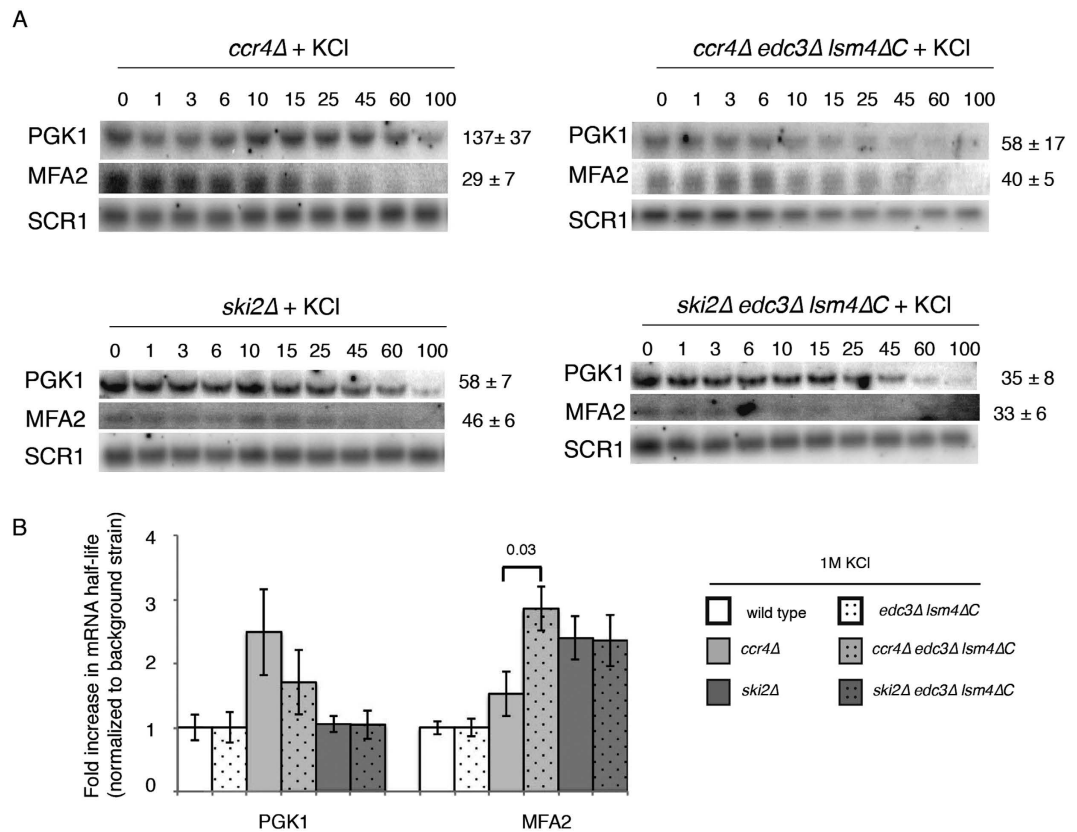 A
ccr4Δ + KCl
0 1 3 6 10 15 25 45 60 100
PGK1 137± 37
MFA2 29 ± 7
SCR1
ccr4Δ edc3Δ lsm4ΔC + KCl
0 1 3 6 10 15 25 45 60 100
PGK1 58 ± 17
MFA2 40 ± 5
SCR1
ski2Δ + KCl
0 1 3 6 10 15 25 45 60 100
PGK1 58 ± 7
MFA2 46 ± 6
SCR1
ski2Δ edc3Δ lsm4ΔC + KCl
0 1 3 6 10 15 25 45 60 100
PGK1 35 ± 8
MFA2 33 ± 6
SCR1
B
Fold increase in mRNA half-life
(normalized to background strain)
4
3
2
1
0
0.03
PGK1 MFA2
1M KCl
wild type edc3Δ lsm4ΔC
ccr4Δ ccr4Δ edc3Δ lsm4ΔC
ski2Δ ski2Δ edc3Δ lsm4ΔC